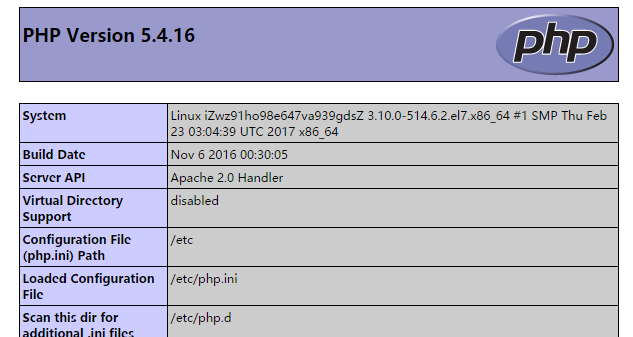 PHP Version 5.4.16
php
System
Linux iZwz91ho98e647va939gdsZ 3.10.0-514.6.2.el7.x86_64 #1 SMP Thu Feb
23 03:04:39 UTC 2017 x86_64
Build Date
Nov 6 2016 00:30:05
Server API
Apache 2.0 Handler
Virtual Directory
Support
disabled
Configuration File
(php.ini) Path
/etc
Loaded Configuration
File
/etc/php.ini
Scan this dir for
additional .ini files
/etc/php.d